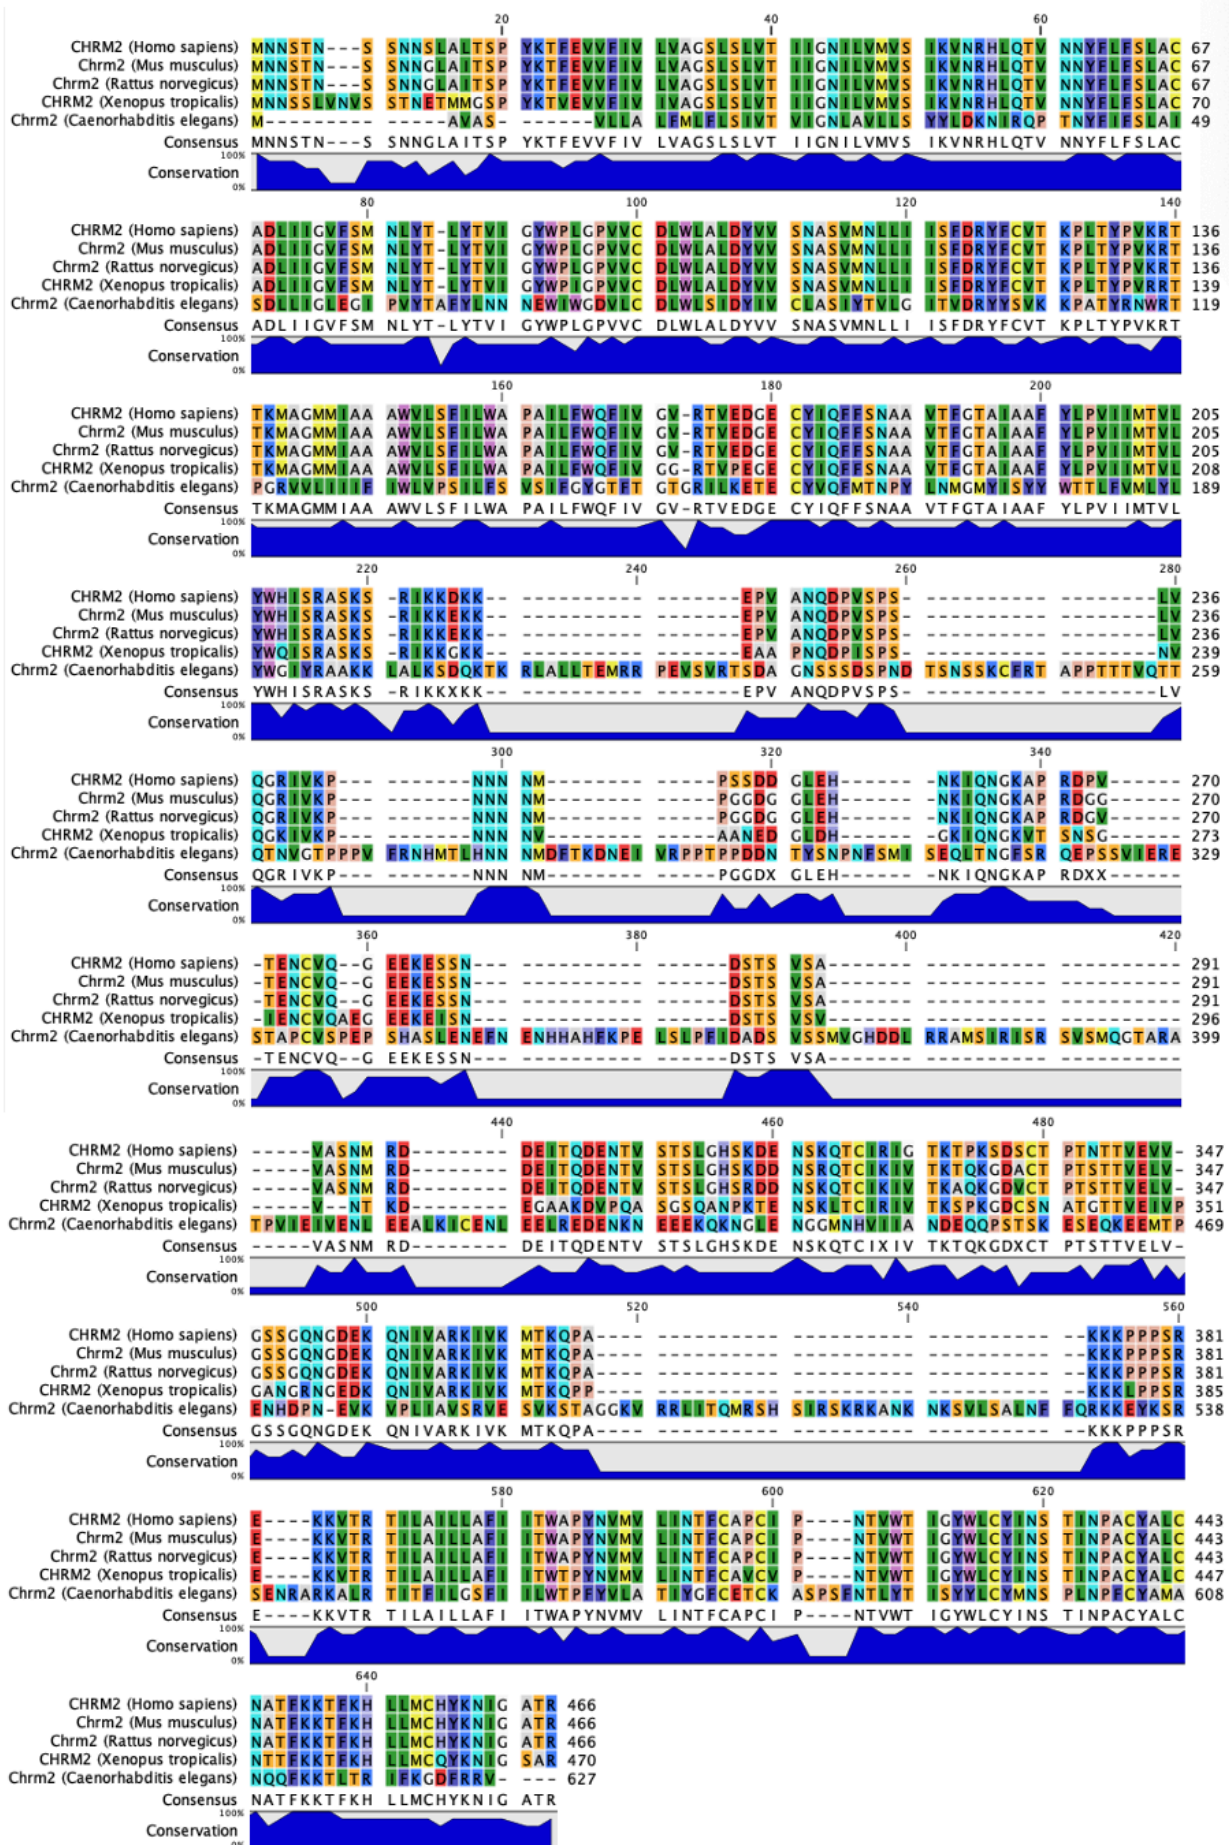 20 40 60
CHRM2 (Homo sapiens) MNNSTN---S SNNSLALTSP YKTFEVVFIV LVAGSLSLVT IIGNILVMVS IKVNRHLQTV NNYFLFSLAC 67
Chrm2 (Mus musculus) MNNSTN---S SNNGLAITSP YKTFEVVFIV LVAGSLSLVT IIGNILVMVS IKVNRHLQTV NNYFLFSLAC 67
Chrm2 (Rattus norvegicus) MNNSTN---S SNNGLAITSP YKTFEVVFIV LVAGSLSLVT IIGNILVMVS IKVNRHLQTV NNYFLFSLAC 67
CHRM2 (Xenopus tropicalis) MNNSSLVNVS STNETMMGSP YKTVEVVFIV IVAGSLSLVT IIGNILVMVS IKVNRHLQTV NNYFLFSLAC 70
Chrm2 (Caenorhabditis elegans) M--------- -----AVAS- ------VLLA LFMLFLSIVT VIGNLAVLLS YYLDKNIRQP TNYFIFSLAI 49
Consensus MNNSTN---S SNNGLAITSP YKTFEVVFIV LVAGSLSLVT IIGNILVMVS IKVNRHLQTV NNYFLFSLAC
100%
Conservation
0%
80 100 120 140
CHRM2 (Homo sapiens) ADLIIGVFSM NLYT-LYTVI GYWPLGPVVC DLWLALDYVV SNASVMNLLI ISFDRYFCVT KPLTYPVKRT 136
Chrm2 (Mus musculus) ADLIIGVFSM NLYT-LYTVI GYWPLGPVVC DLWLALDYVV SNASVMNLLI ISFDRYFCVT KPLTYPVKRT 136
Chrm2 (Rattus norvegicus) ADLIIGVFSM NLYT-LYTVI GYWPLGPVVC DLWLALDYVV SNASVMNLLI ISFDRYFCVT KPLTYPVKRT 136
CHRM2 (Xenopus tropicalis) ADLIIGVFSM NLYT-LYTVI GYWPLGPVVC DLWLALDYVV SNASVMNLLI ISFDRYFCVT KPLTYPVKRT 139
Chrm2 (Caenorhabditis elegans) SDLLIGLEGI PVYTAFYLNN NEWIWGDVLC DLWLSIDYIV CLASIYTVLG ITVDRYYSVK KPATYRNWRT 119
Consensus ADLIIGVFSM NLYT-LYTVI GYWPLGPVVC DLWLALDYVV SNASVMNLLI ISFDRYFCVT KPLTYPVKRT
100%
Conservation
0%
160 180 200
CHRM2 (Homo sapiens) TKMAGMMIAA AWVLSFILWA PAILFWQFIV GV-RTVEDGE CYIQFFSNAA VTFGTAIAAF YLPVIIMTVL 205
Chrm2 (Mus musculus) TKMAGMMIAA AWVLSFILWA PAILFWQFIV GV-RTVEDGE CYIQFFSNAA VTFGTAIAAF YLPVIIMTVL 205
Chrm2 (Rattus norvegicus) TKMAGMMIAA AWVLSFILWA PAILFWQFIV GV-RTVEDGE CYIQFFSNAA VTFGTAIAAF YLPVIIMTVL 205
CHRM2 (Xenopus tropicalis) TKMAGMMIAA AWVLSFILWA PAILFWQFIV GG-RTVPEGE CYIQFFSNAA VTFGTAIAAF YLPVIIMTVL 208
Chrm2 (Caenorhabditis elegans) PGRVVLIIIF IWLVPSILFS VSIFGYGTFT GTGRILKETE CYVQFMTNPY LNMGMYISYY WTTLFVMLYL 189
Consensus TKMAGMMIAA AWVLSFILWA PAILFWQFIV GV-RTVEDGE CYIQFFSNAA VTFGTAIAAF YLPVIIMTVL
100%
Conservation
0%
220 240 260 280
CHRM2 (Homo sapiens) YWHISRASKS -RIKKDKK-- ---------- -------EPV ANQDPVSPS- ---------- --------LV 236
Chrm2 (Mus musculus) YWHISRASKS -RIKKEKK-- ---------- -------EPV ANQDPVSPS- ---------- --------LV 236
Chrm2 (Rattus norvegicus) YWHISRASKS -RIKKEKK-- ---------- -------EPV ANQDPVSPS- ---------- --------LV 236
CHRM2 (Xenopus tropicalis) YWQISRASKS -RIKKGKK-- ---------- -------EAA PNQDPISPS- ---------- --------NV 239
Chrm2 (Caenorhabditis elegans) YWGIYRAAKK LALKSDQKTK RLALLTEMRR PEVSVRTSDA GNSSSDSPND TSNSSKCFRT APPTTTVQTT 259
Consensus YWHISRASKS -RIKKXKK-- ---------- -------EPV ANQDPVSPS- ---------- --------LV
100%
Conservation
0%
300 320 340
CHRM2 (Homo sapiens) QGRIVKP--- -------NNN NM-------- -----PSSDD GLEH------ -NKIQNGKAP RDPV------ 270
Chrm2 (Mus musculus) QGRIVKP--- -------NNN NM-------- -----PGGDG GLEH------ -NKIQNGKAP RDGG------ 270
Chrm2 (Rattus norvegicus) QGRIVKP--- -------NNN NM-------- -----PGGDG GLEH------ -NKIQNGKAP RDGV------ 270
CHRM2 (Xenopus tropicalis) QGKIVKP--- -------NNN NV-------- -----AANED GLDH------ -GKIQNGKVT SNSG------ 273
Chrm2 (Caenorhabditis elegans) QTNVGTPPPV FRNHMTLHNN NMDFTKDNEI VRPPTPPDDN TYSNPNFSMI SEQLTNGFSR QEPSSVIERE 329
Consensus QGRIVKP--- -------NNN NM-------- -----PGGDX GLEH------ -NKIQNGKAP RDXX------
100%
Conservation
0%
360 380 400 420
CHRM2 (Homo sapiens) -TENCVQ--G EEKESSN--- ---------- ------DSTS VSA------- ---------- ---------- 291
Chrm2 (Mus musculus) -TENCVQ--G EEKESSN--- ---------- ------DSTS VSA------- ---------- ---------- 291
Chrm2 (Rattus norvegicus) -TENCVQ--G EEKESSN--- ---------- ------DSTS VSA------- ---------- ---------- 291
CHRM2 (Xenopus tropicalis) -IENCVQAEG EEKEISN--- ---------- ------DSTS VSV------- ---------- ---------- 296
Chrm2 (Caenorhabditis elegans) STAPCVSPEP SHASLENEFN ENHHAHFKPE LSLPFIDADS VSSMVGHDDL RRAMSIRISR SVSMQGTARA 399
Consensus -TENCVQ--G EEKESSN--- ---------- ------DSTS VSA------- ---------- ----------
100%
Conservation
0%
440 460 480
CHRM2 (Homo sapiens) -----VASNM RD-------- DEITQDENTV STSLGHSKDE NSKQTCIRIG TKTPKSDSCT PTNTTVEVV- 347
Chrm2 (Mus musculus) -----VASNM RD-------- DEITQDENTV STSLGHSKDD NSRQTCIKIV TKTQKGDACT PTSTTVELV- 347
Chrm2 (Rattus norvegicus) -----VASNM RD-------- DEITQDENTV STSLGHSRDD NSKQTCIKIV TKAQKGDVCT PTSTTVELV- 347
CHRM2 (Xenopus tropicalis) -----V--NT KD-------- EGAAKDVPQA SGSQANPKTE NSKLTCIRIV TKPSKGDCSN ATGTTVEIVP 351
Chrm2 (Caenorhabditis elegans) TPVIEIVENL EEALKICENL EELREDENKN EEEKQKNGLE NGGMNHVIIA NDEQQPSTSK ESEQKEEMTP 469
Consensus -----VASNM RD-------- DEITQDENTV STSLGHSKDE NSKQTCIXIV TKTQKGDXCT PTSTTVELV-
100%
Conservation
0%
500 520 540 560
CHRM2 (Homo sapiens) GSSGQNGDEK QNIVARKIVK MTKQPA---- ---------- ---------- ---------- ---KKKPPPSR 381
Chrm2 (Mus musculus) GSSGQNGDEK QNIVARKIVK MTKQPA---- ---------- ---------- ---------- ---KKKPPPSR 381
Chrm2 (Rattus norvegicus) GSSGQNGDEK QNIVARKIVK MTKQPA---- ---------- ---------- ---------- ---KKKPPPSR 381
CHRM2 (Xenopus tropicalis) GANGRNGEDK QNIVARKIVK MTKQPP---- ---------- ---------- ---------- ---KKKLPPSR 385
Chrm2 (Caenorhabditis elegans) ENHDPN-EVK VPLIAVSRVE SVKSTAGGKV RRLITQMRSH SIRSKRKANK NKSVLSALNF FQRKKEYKSR 538
Consensus GSSGQNGDEK QNIVARKIVK MTKQPA---- ---------- ---------- ---------- ---KKKPPPSR
100%
Conservation
0%
580 600 620
CHRM2 (Homo sapiens) E----KKVTR TILAILLAFI ITWAPYNVMV LINTFCAPCI P----NTVWT IGYWLCYINS TINPACYALC 443
Chrm2 (Mus musculus) E----KKVTR TILAILLAFI ITWAPYNVMV LINTFCAPCI P----NTVWT IGYWLCYINS TINPACYALC 443
Chrm2 (Rattus norvegicus) E----KKVTR TILAILLAFI ITWAPYNVMV LINTFCAPCI P----NTVWT IGYWLCYINS TINPACYALC 443
CHRM2 (Xenopus tropicalis) E----KKVTR TILAILLAFI ITWAPYNVMV LINTFCAVCV P----NTVWT IGYWLCYINS TINPACYALC 447
Chrm2 (Caenorhabditis elegans) SENRARKALR TITFILGSFI ILWTPFYVLA TIYGFCETCK ASPSFNTLYT ISYYLCYMNS PLNPFCYAMA 608
Consensus E----KKVTR TILAILLAFI ITWAPYNVMV LINTFCAPCI P----NTVWT IGYWLCYINS TINPACYALC
100%
Conservation
0%
640
CHRM2 (Homo sapiens) NATFKKTFKH LLMCHYKNIG ATR 466
Chrm2 (Mus musculus) NATFKKTFKH LLMCHYKNIG ATR 466
Chrm2 (Rattus norvegicus) NATFKKTFKH LLMCHYKNIG ATR 466
CHRM2 (Xenopus tropicalis) NTTFKKTFKH LLMCQYKNIG SAR 470
Chrm2 (Caenorhabditis elegans) NQQFKKTLTR IFKGDFRRV- --- 627
Consensus NATFKKTFKH LLMCHYKNIG ATR
100%
Conservation
0%